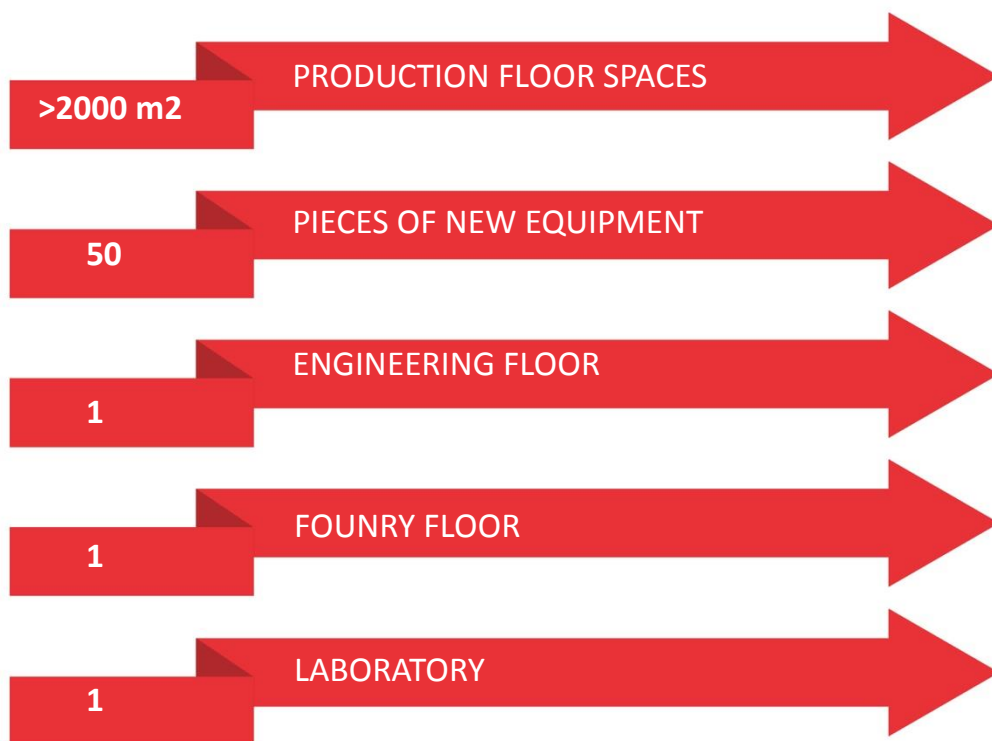 PRODUCTION FLOOR SPACES
>2000 m2
PIECES OF NEW EQUIPMENT
50
ENGINEERING FLOOR
1
FOUNRY FLOOR
1
LABORATORY
1